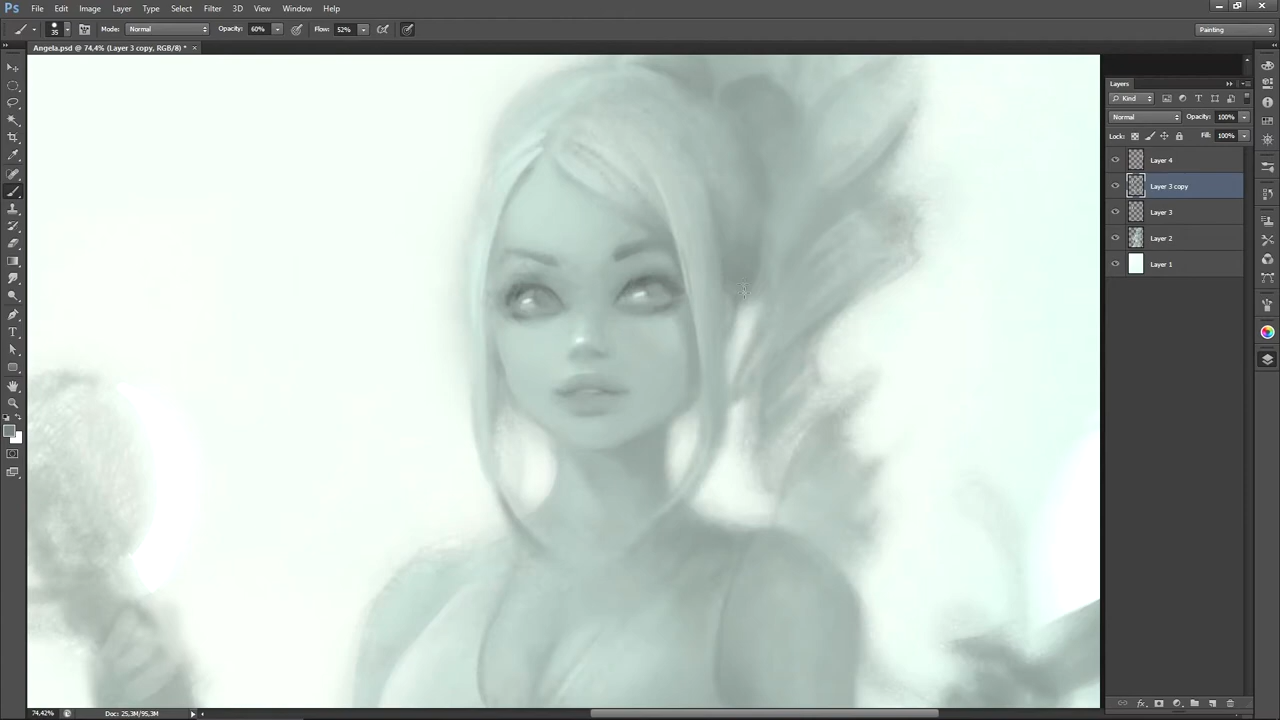 Ps File Edit Image Layer Type Select Filter 3D View Window Help
35 Mode: Normal Opacity: 60% Flow: 52% Painting
Angela.psd @ 74,4% (Layer 3 copy, RGB/8) * ×
Layers
Kind
Normal Opacity: 100%
Lock: Fill: 100%
Layer 4
Layer 3 copy
Layer 3
Layer 2
Layer 1
fx
74,42% Doc: 25,3M/95,3M